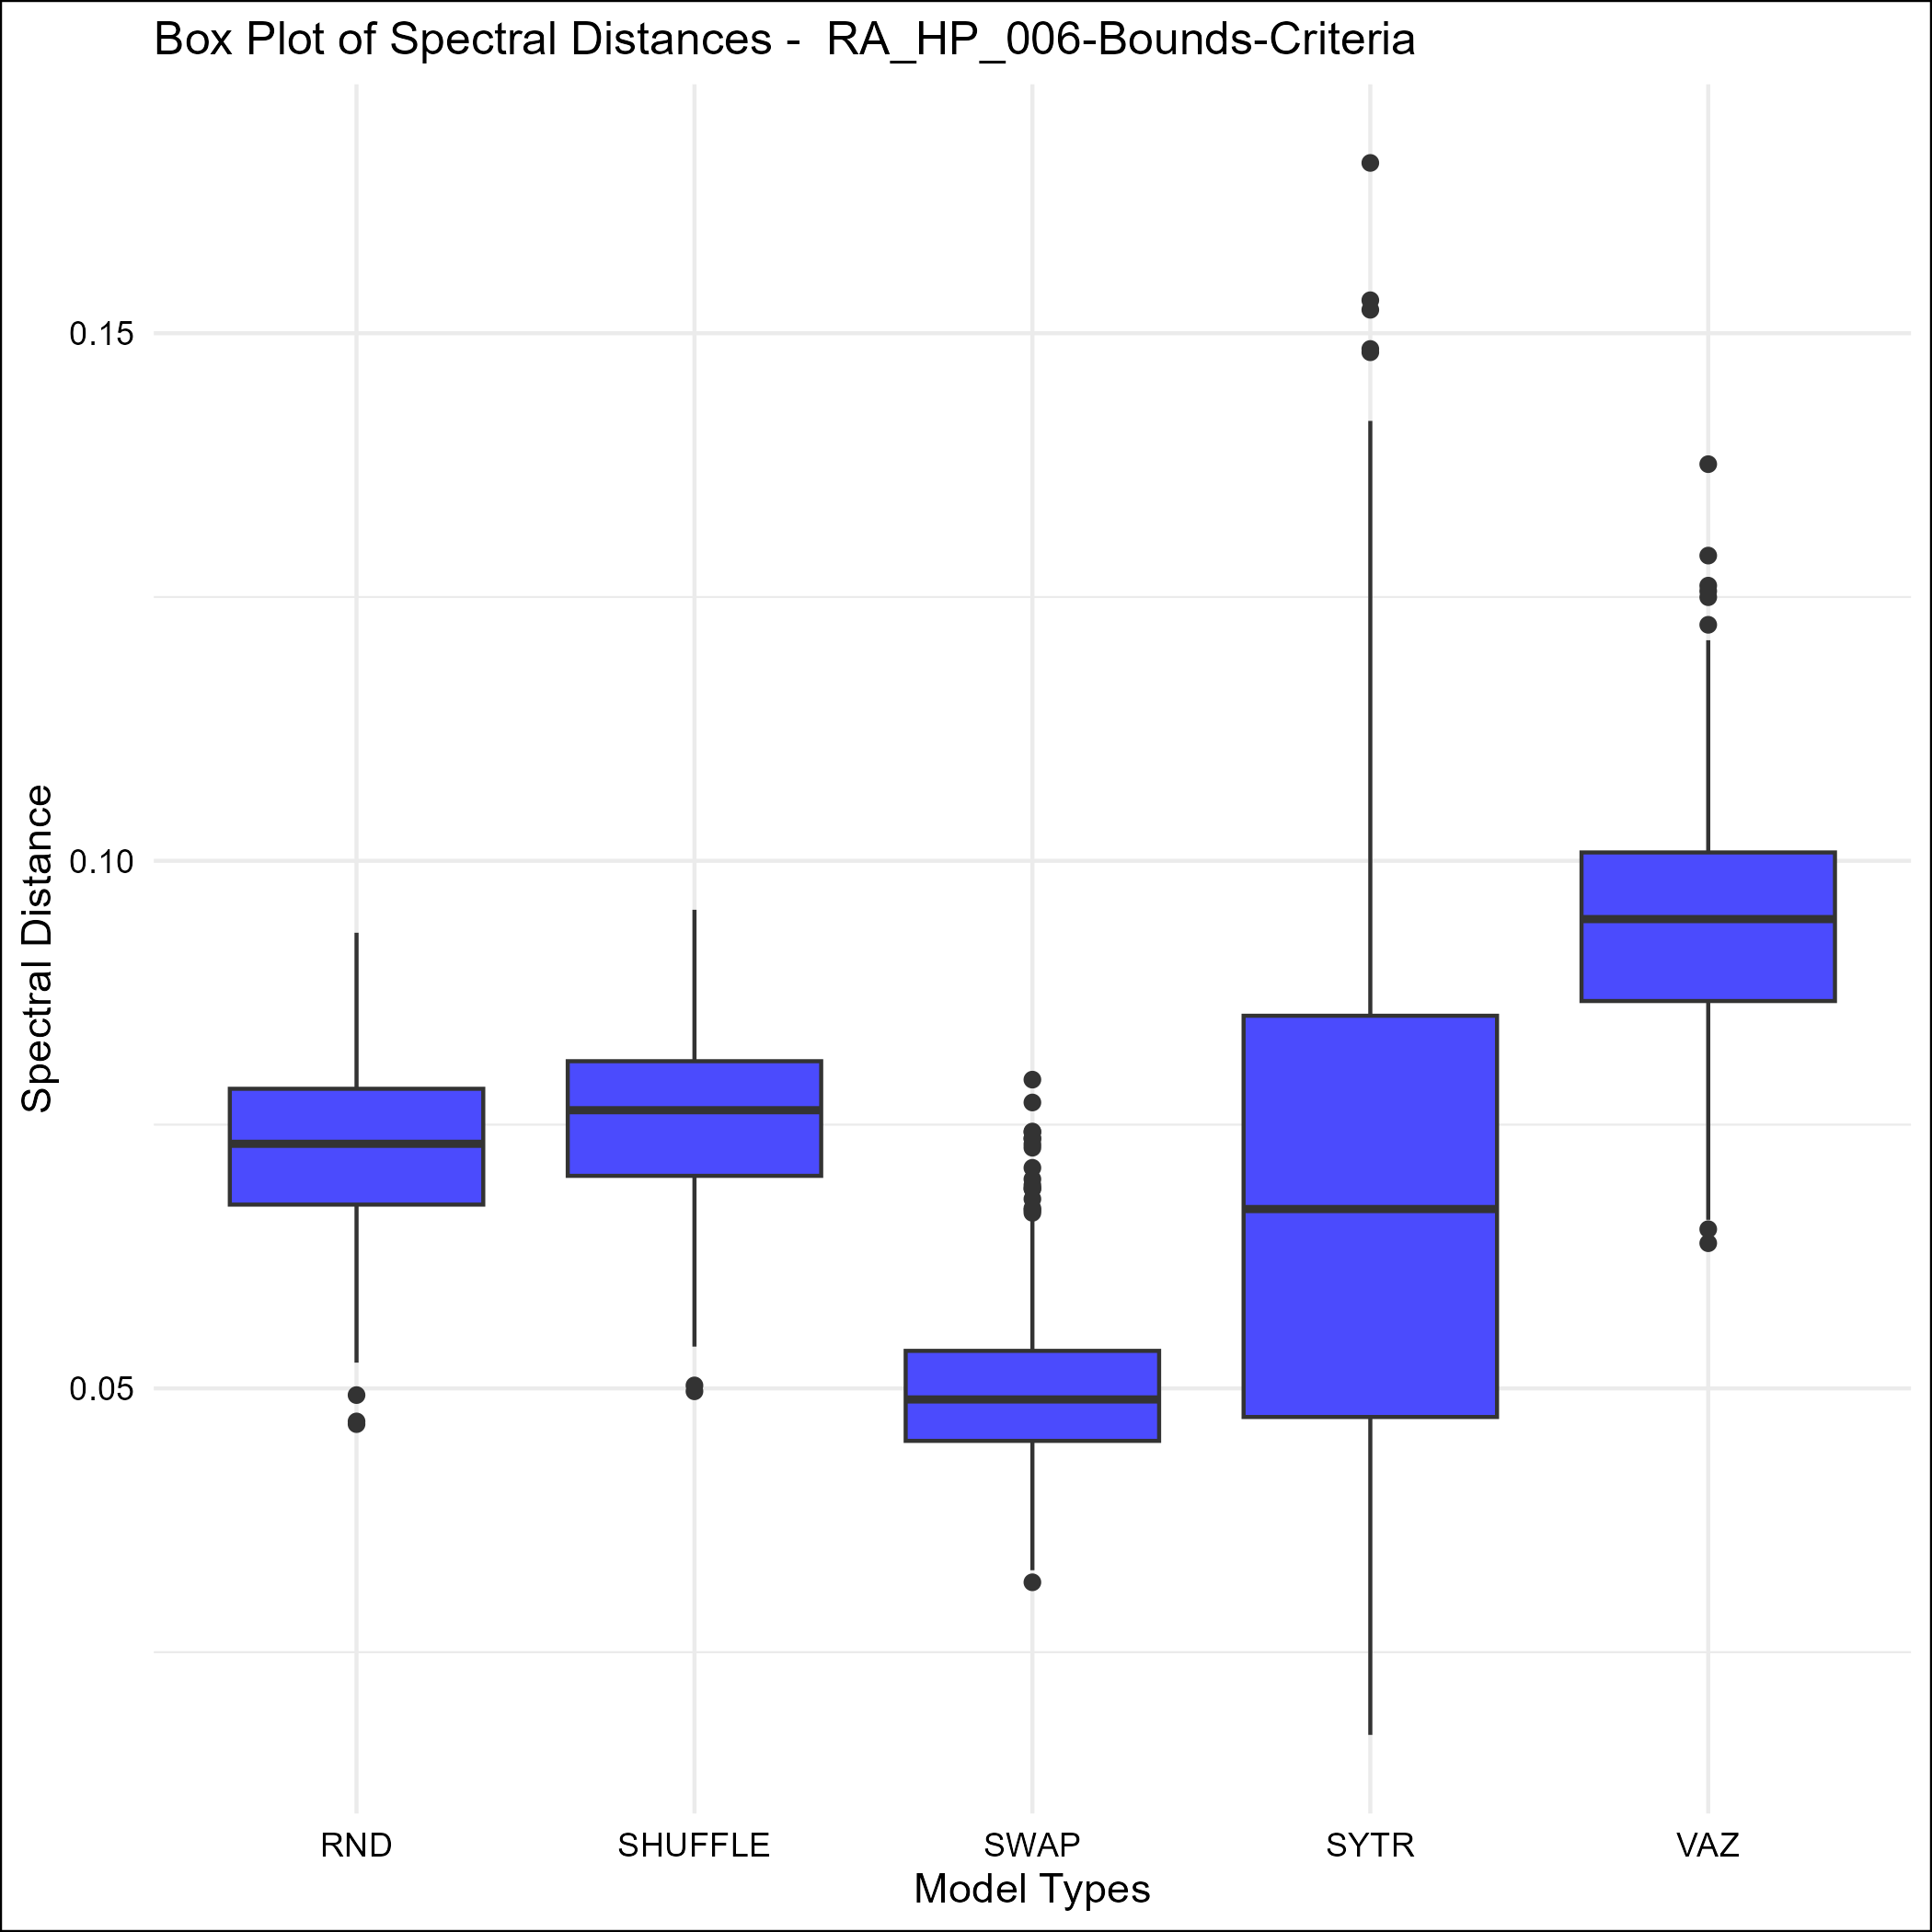 Box Plot of Spectral Distances -  RA_HP_006-Bounds-Criteria
Spectral Distance
0.15
0.10
0.05
RND SHUFFLE SWAP SYTR VAZ
Model Types